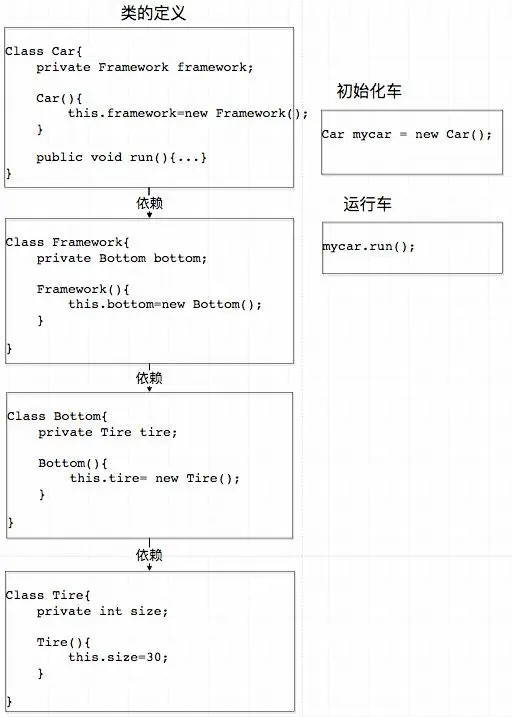 类的定义
Class Car{
private Framework framework;
Car(){
this.framework=new Framework();
}
public void run(){...}
}
依赖
Class Framework{
private Bottom bottom;
Framework(){
this.bottom=new Bottom();
}
}
依赖
Class Bottom{
private Tire tire;
Bottom(){
this.tire= new Tire();
}
}
依赖
Class Tire{
private int size;
Tire(){
this.size=30;
}
}
初始化车
Car mycar = new Car();
运行车
mycar.run();